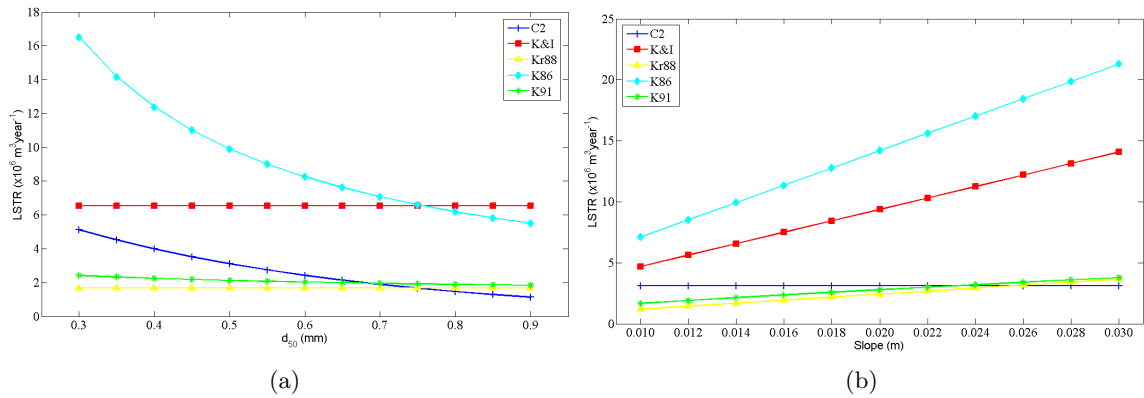 18
16
14
12
10
8
6
4
2
0
LSTR (x10⁶ m³year⁻¹)
0.3 0.4 0.5 0.6 0.7 0.8 0.9
d₅₀ (mm)
C2
K&I
Kr88
K86
K91
(a)
25
20
15
10
5
0
LSTR (x10⁶ m³year⁻¹)
0.010 0.012 0.014 0.016 0.018 0.020 0.022 0.024 0.026 0.028 0.030
Slope (m)
C2
K&I
Kr88
K86
K91
(b)